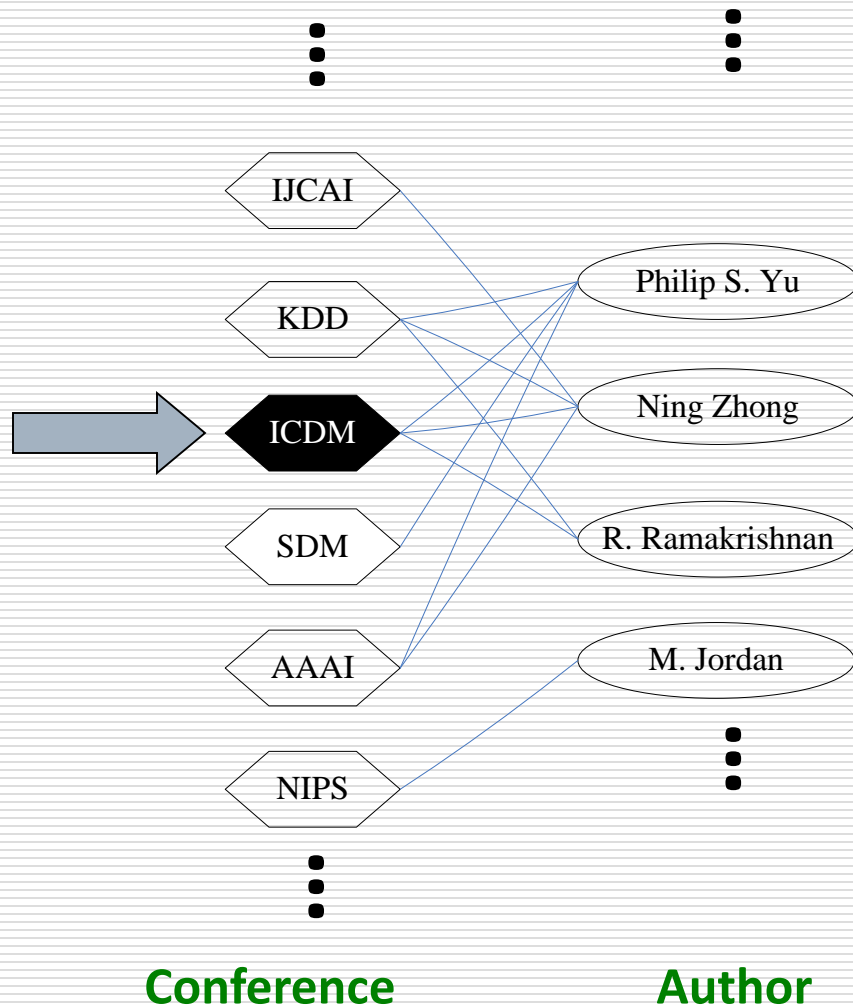 IJCAI
KDD
ICDM
SDM
AAAI
NIPS
Conference
Philip S. Yu
Ning Zhong
R. Ramakrishnan
M. Jordan
Author